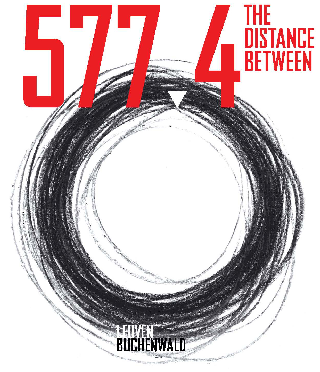 577 4
THE
DISTANCE
BETWEEN
LEUVEN
BUCHENWALD